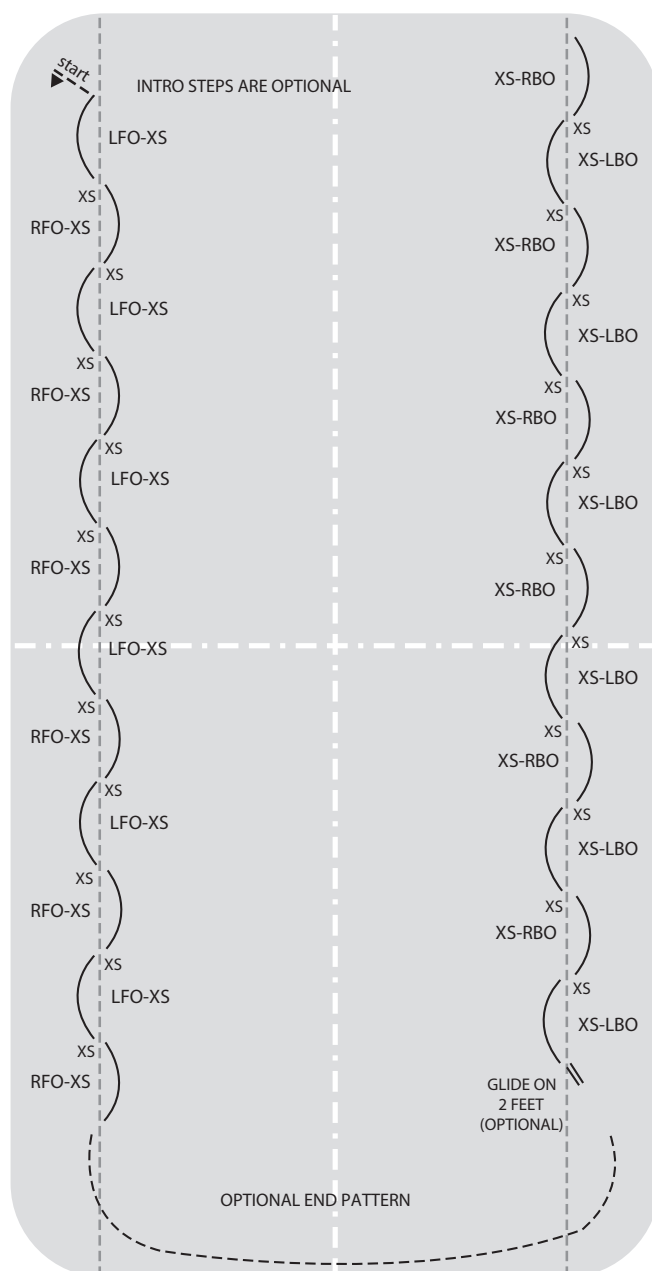 start
INTRO STEPS ARE OPTIONAL
LFO-XS
XS
RFO-XS
XS
LFO-XS
XS
RFO-XS
XS
LFO-XS
XS
RFO-XS
XS
LFO-XS
XS
RFO-XS
XS
LFO-XS
XS
RFO-XS
XS
LFO-XS
XS
RFO-XS
XS-RBO
XS
XS-LBO
XS
XS-RBO
XS
XS-LBO
XS
XS-RBO
XS
XS-LBO
XS
XS-RBO
XS
XS-LBO
XS
XS-RBO
XS
XS-LBO
XS
XS-RBO
XS
XS-LBO
GLIDE ON
2 FEET
(OPTIONAL)
OPTIONAL END PATTERN